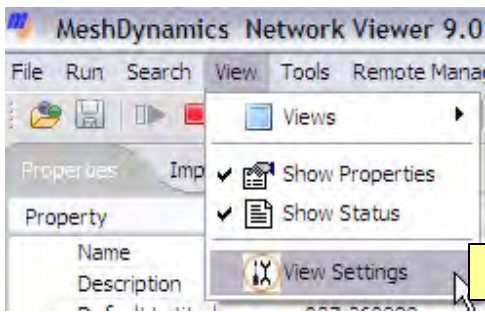 MeshDynamics Network Viewer 9.0
File Run Search View Tools Remote Mana
Views
Properties Imp
Show Properties
Property
Show Status
Name
View Settings
Description